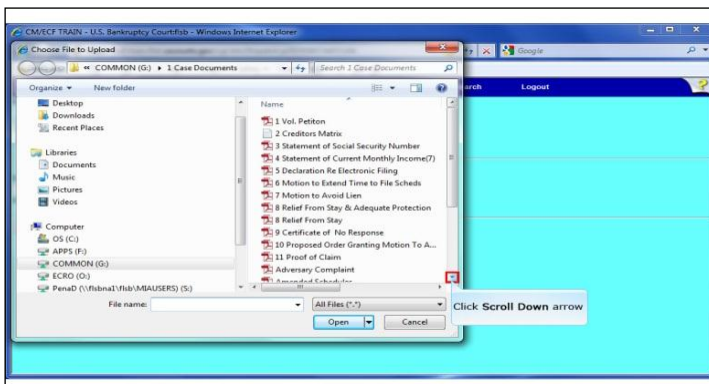 CM/ECF TRAIN - U.S. Bankruptcy Court:flsb - Windows Internet Explorer
Choose File to Upload
Google
« COMMON (G:) ▸ 1 Case Documents
Search 1 Case Documents
Organize
New folder
arch
Logout
Desktop
Downloads
Recent Places
Libraries
Documents
Music
Pictures
Videos
Computer
OS (C:)
APPS (F:)
COMMON (G:)
ECRO (O:)
PenaD (\\flsbna1\flsb\MIAUSERS) (S:)
Name
1 Vol. Petiton
2 Creditors Matrix
3 Statement of Social Security Number
4 Statement of Current Monthly Income(7)
5 Declaration Re Electronic Filing
6 Motion to Extend Time to File Scheds
7 Motion to Avoid Lien
8 Relief From Stay & Adequate Protection
8 Relief From Stay
9 Certificate of No Response
10 Proposed Order Granting Motion To A...
11 Proof of Claim
Adversary Complaint
Amended Schedules
Click Scroll Down arrow
File name:
All Files (*.*)
Open
Cancel